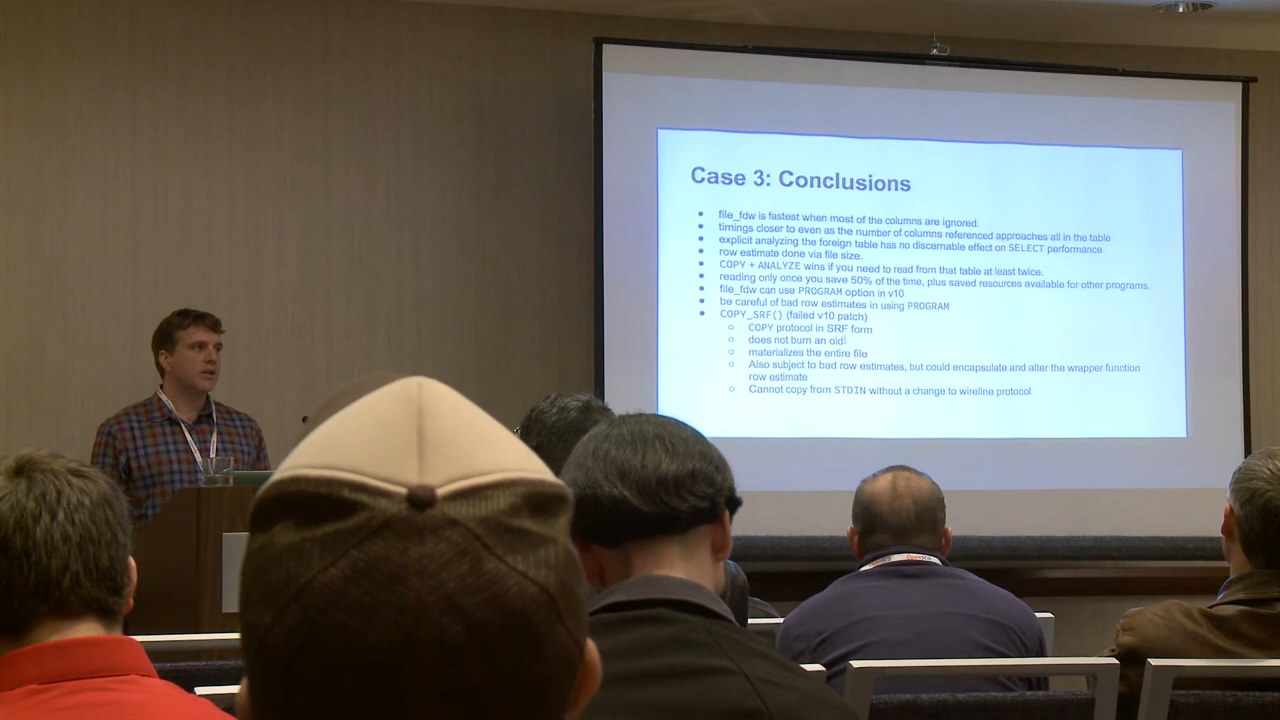 Case 3: Conclusions
• file_fdw is fastest when most of the columns are ignored.
• timings closer to even as the number of columns referenced approaches all in the table
• explicit analyzing the foreign table has no discernable effect on SELECT performance
• row estimate done via file size.
• COPY + ANALYZE wins if you need to read from that table at least twice.
• reading only once you save 50% of the time, plus saved resources available for other programs.
• file_fdw can use PROGRAM option in v10
• be careful of bad row estimates in using PROGRAM
• COPY_SRF() (failed v10 patch)
○ COPY protocol in SRF form
○ does not burn an oid
○ materializes the entire file
○ Also subject to bad row estimates, but could encapsulate and alter the wrapper function
row estimate
○ Cannot copy from STDIN without a change to wireline protocol